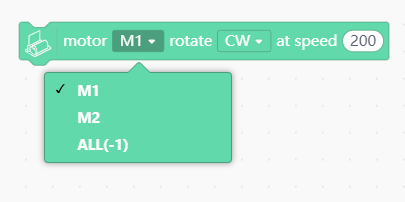 motor M1 rotate CW at speed 200
M1
M2
ALL(-1)